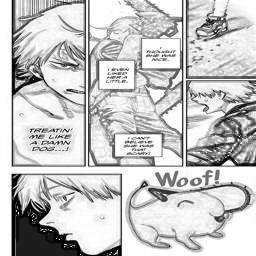 THOUGHT
SHE WAS
NICE.
I EVEN
LIKED
HER A
LITTLE.
I CAN'T
BELIEVE
SHE WAS
THAT
SCARY!
TREATIN'
ME LIKE
A DAMN
DOG...!
Woof!